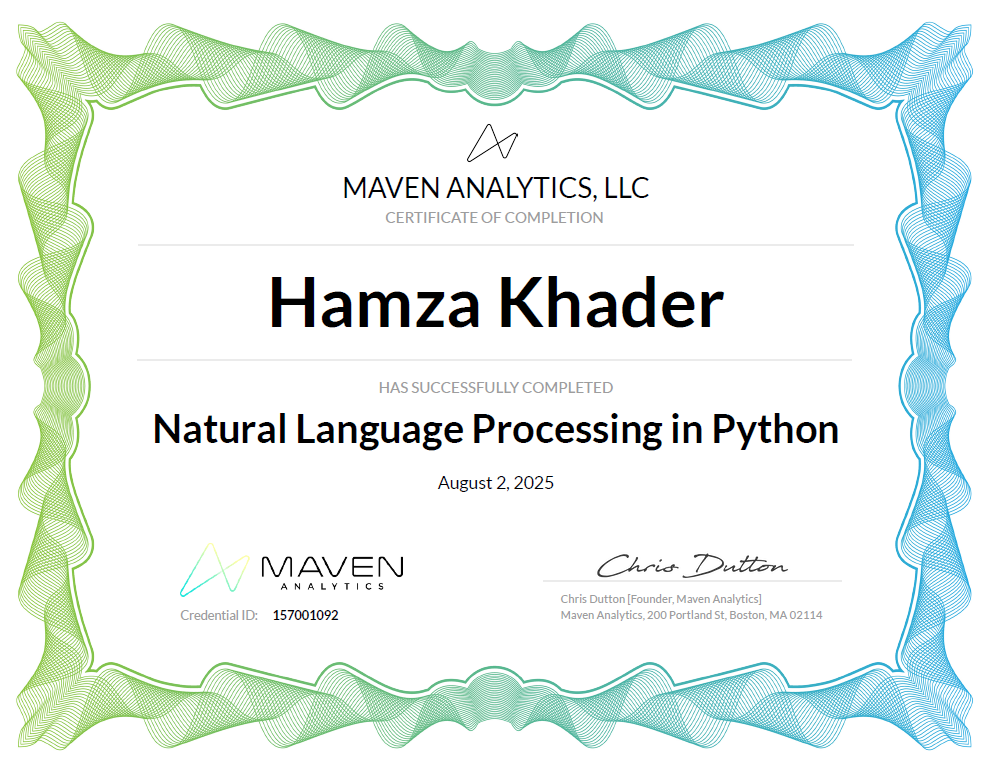 MAVEN ANALYTICS, LLC
CERTIFICATE OF COMPLETION
Hamza Khader
HAS SUCCESSFULLY COMPLETED
Natural Language Processing in Python
August 2, 2025
MAVEN
ANALYTICS
Credential ID: 157001092
Chris Dutton
Chris Dutton [Founder, Maven Analytics]
Maven Analytics, 200 Portland St, Boston, MA 02114